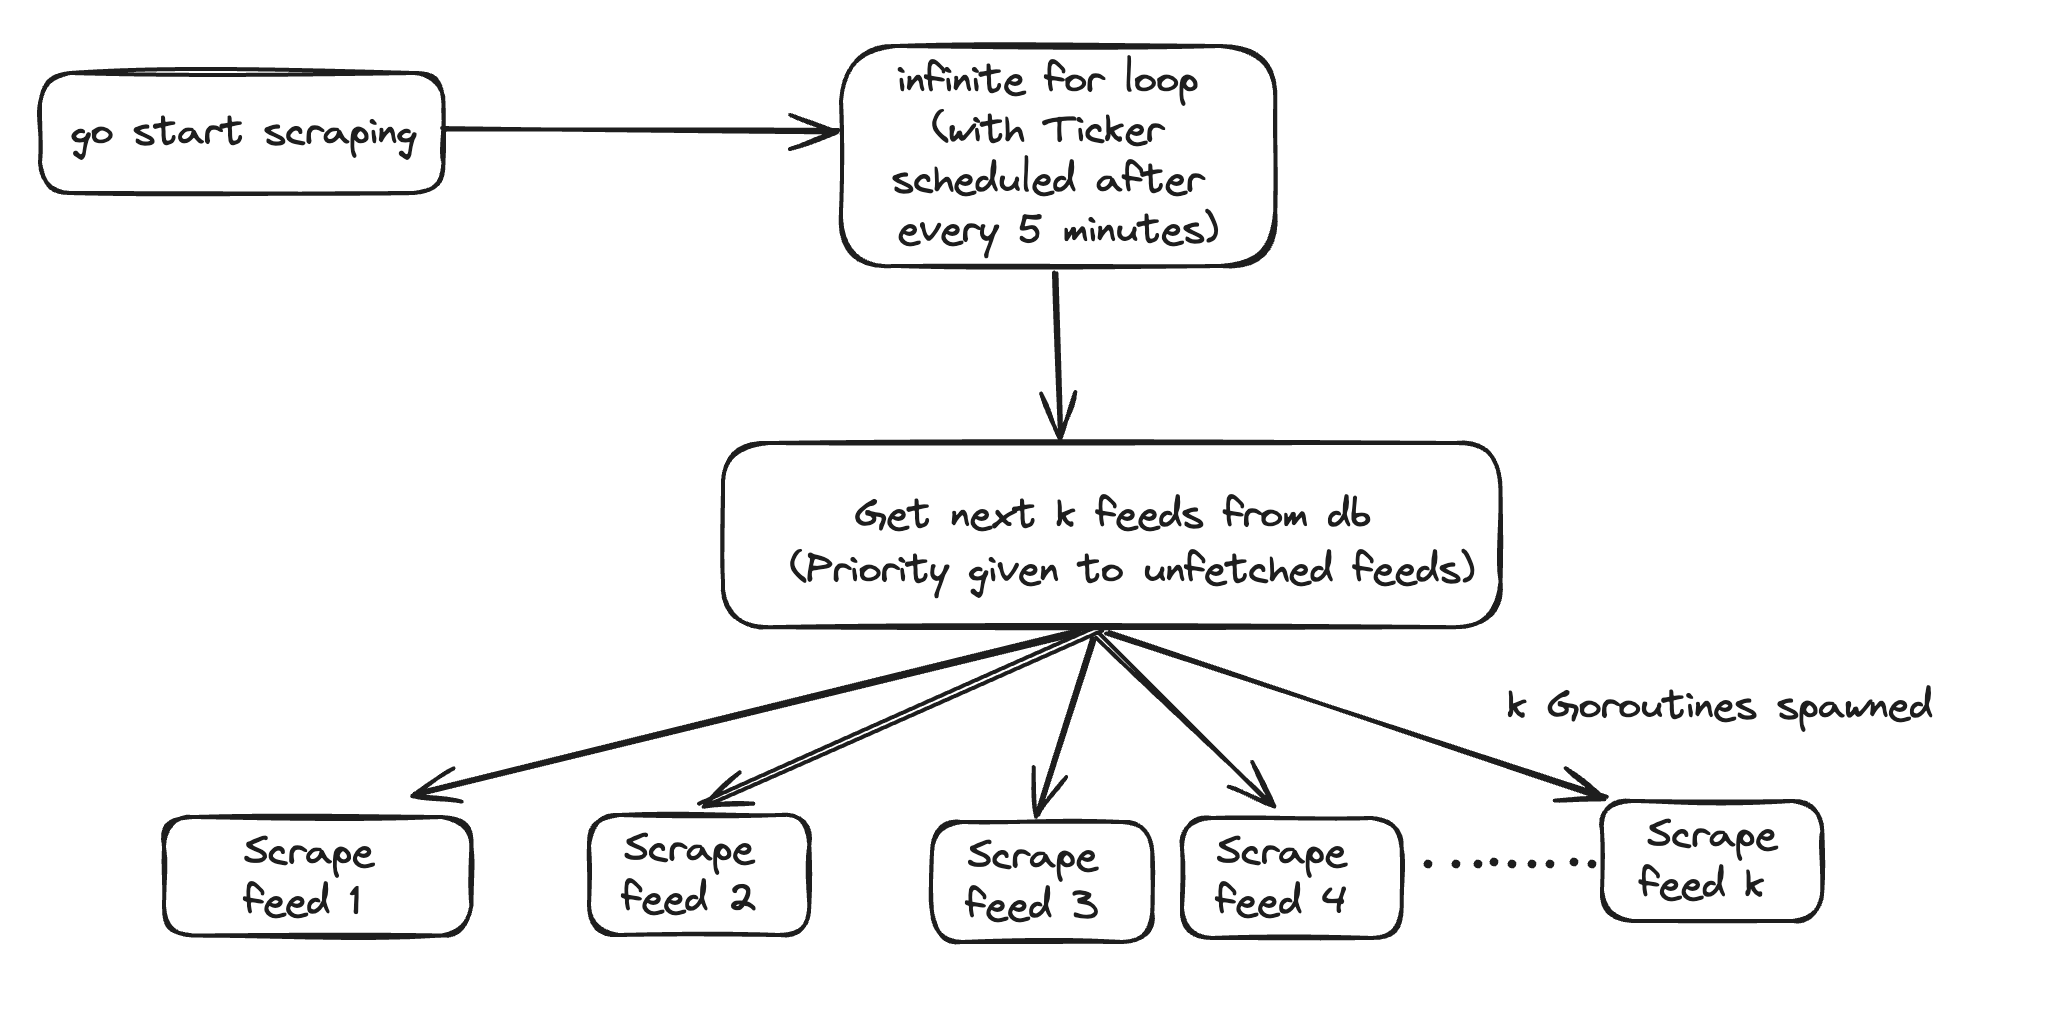 go start scraping
infinite for loop
(with Ticker
scheduled after
every 5 minutes)
Get next k feeds from db
(Priority given to unfetched feeds)
k Goroutines spawned
Scrape
feed 1
Scrape
feed 2
Scrape
feed 3
Scrape
feed 4
Scrape
feed k